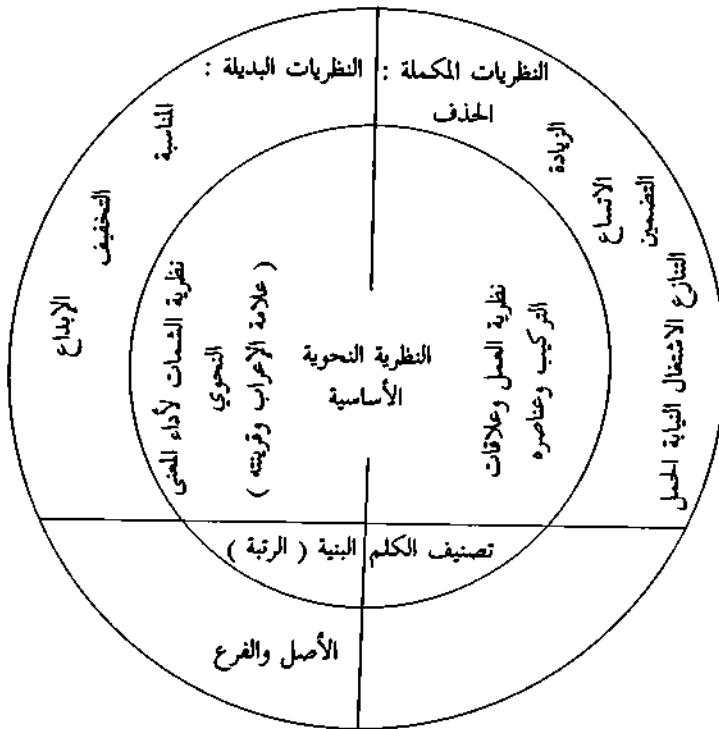 النظريات المكملة :
الحذف
الزيادة
الاتساع
التضمين
التنازع الاشتغال النيابة الحمل
النظريات البديلة :
المناسبة
التخفيف
الإبداع
نظرية العمل وعلاقات
التركيب وعناصره
النظرية النحوية
الأساسية
نظرية الشمات لأداء المعنى
النحوي
( علامة الإعراب وقرينته )
تصنيف الكلم البنية ( الرتبة )
الأصل والفرع